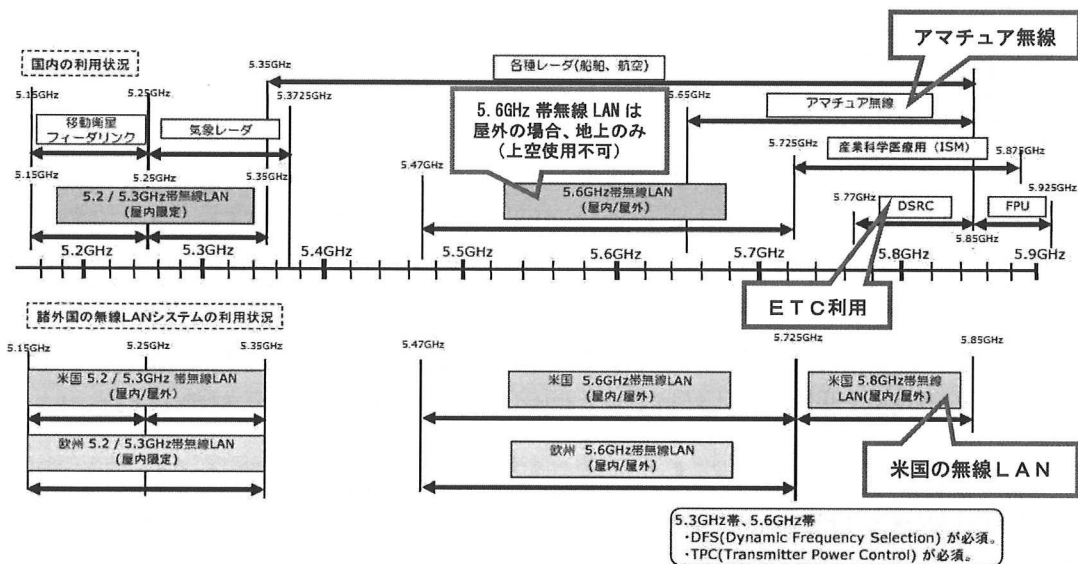 アマチュア無線
国内の利用状況
各種レーダ(船舶、航空)
5.35GHz
5.15GHz
5.25GHz
5.3725GHz
5.65GHz
移動衛星
フィーダリンク
気象レーダ
5.6GHz 帯無線 LAN は
屋外の場合、地上のみ
(上空使用不可)
アマチュア無線
5.725GHz
産業科学医療用 (ISM)
5.875GHz
5.15GHz
5.25GHz
5.35GHz
5.47GHz
5.925GHz
5.2 / 5.3GHz帯無線LAN
(屋内限定)
5.6GHz帯無線LAN
(屋内/屋外)
5.77GHz
DSRC
FPU
5.85GHz
5.2GHz
5.3GHz
5.4GHz
5.5GHz
5.6GHz
5.7GHz
5.8GHz
5.9GHz
ETC利用
諸外国の無線LANシステムの利用状況
5.15GHz
5.25GHz
5.35GHz
5.47GHz
5.725GHz
5.85GHz
米国 5.2 / 5.3GHz 帯無線LAN
(屋内/屋外)
米国 5.6GHz帯無線LAN
(屋内/屋外)
米国 5.8GHz帯無線
LAN(屋内/屋外)
欧州 5.2 / 5.3GHz帯無線LAN
(屋内限定)
欧州 5.6GHz帯無線LAN
(屋内/屋外)
米国の無線LAN
5.3GHz帯、5.6GHz帯
・DFS(Dynamic Frequency Selection) が必須。
・TPC(Transmitter Power Control) が必須。